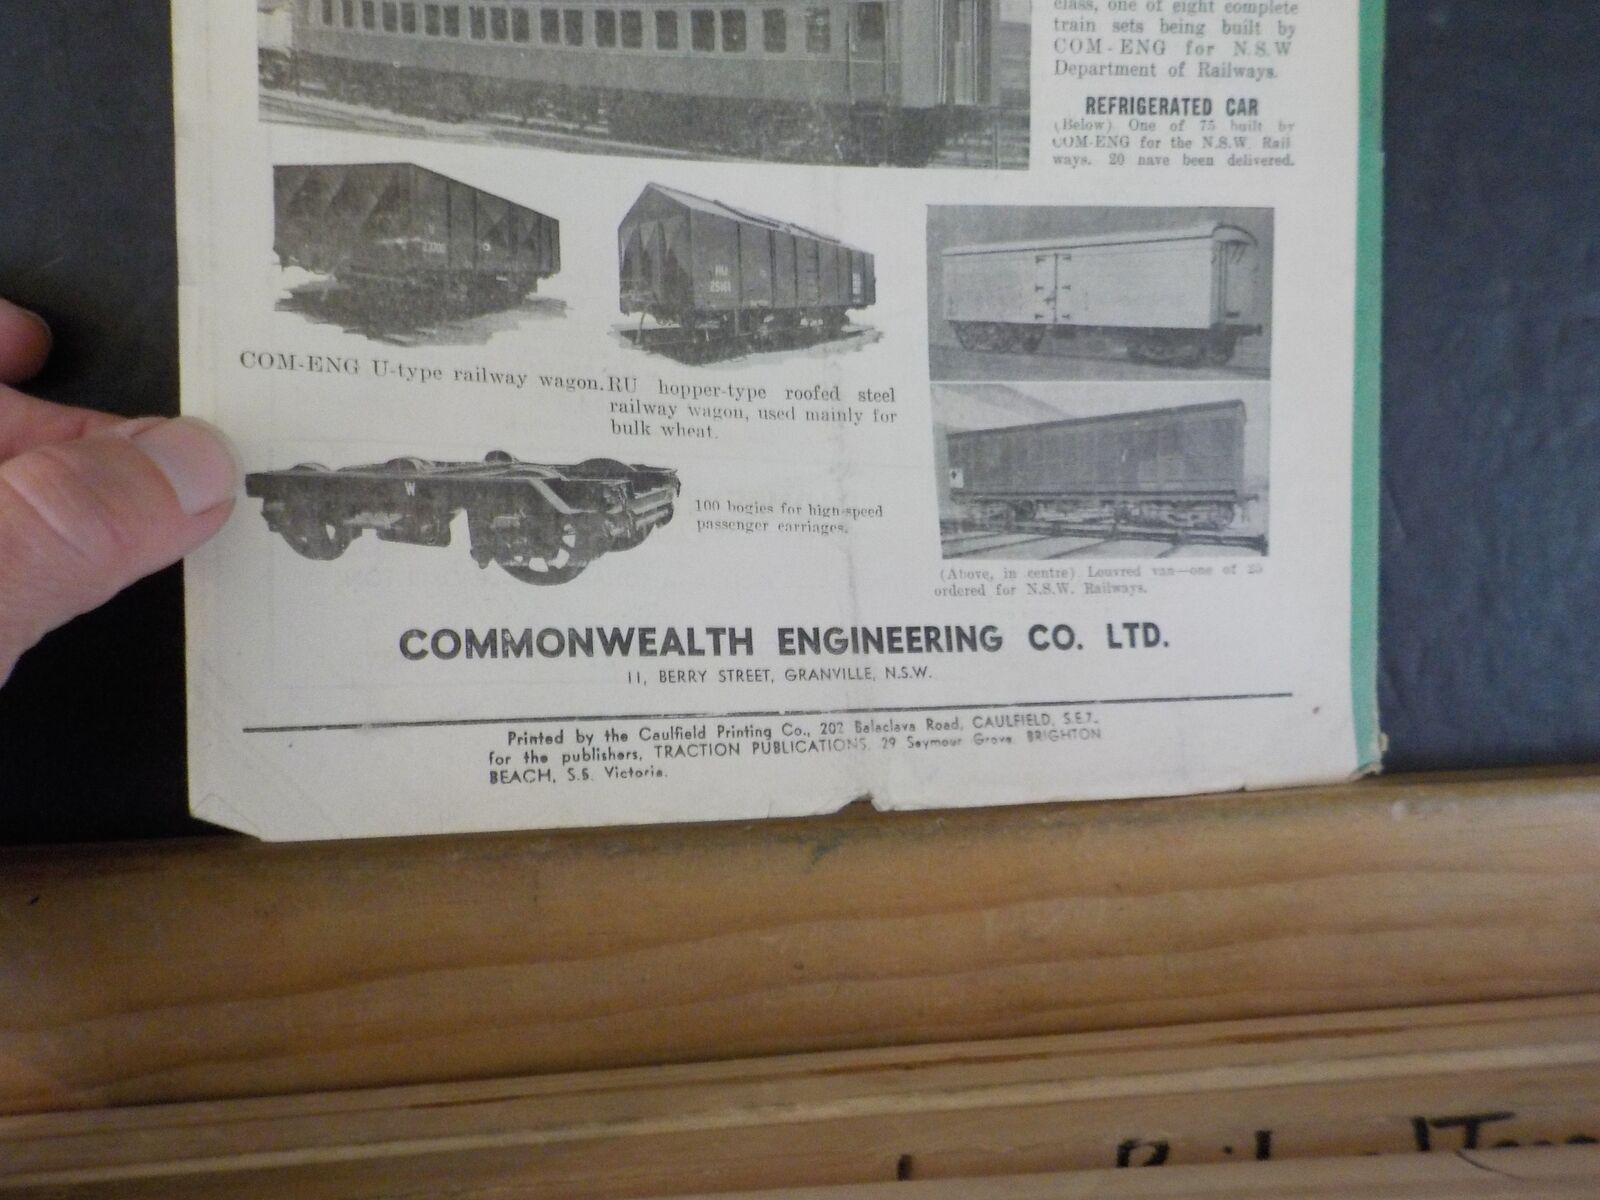 class, one of eight complete
train sets being built by
COM-ENG for N.S.W
Department of Railways.
REFRIGERATED CAR
(Below) One of 75 built by
COM-ENG for the N.S.W. Rail
ways. 20 have been delivered.
COM-ENG U-type railway wagon.
RU hopper-type roofed steel
railway wagon, used mainly for
bulk wheat.
RU
25161
W
100 bogies for high-speed
passenger carriages.
(Above, in centre) Louvred van—one of 25
ordered for N.S.W. Railways.
COMMONWEALTH ENGINEERING CO. LTD.
11, BERRY STREET, GRANVILLE, N.S.W.
Printed by the Caulfield Printing Co., 202 Balaclava Road, CAULFIELD, S.E.7.
for the publishers, TRACTION PUBLICATIONS, 29 Seymour Grove, BRIGHTON
BEACH, S.5. Victoria.